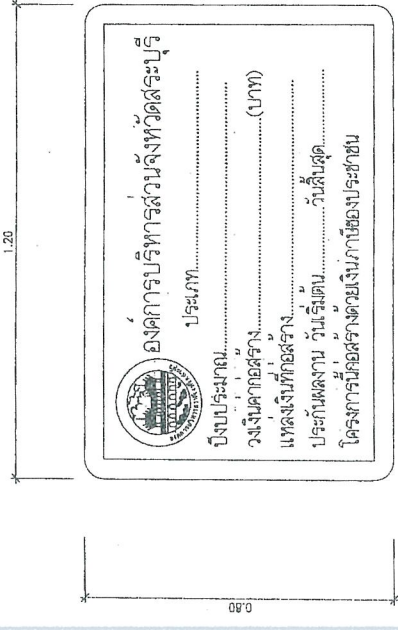 1.20
องค์การบริหารส่วนจังหวัดสระบุรี
ประเภท........................
ปีงบประมาณ........................
วงเงินค่าก่อสร้าง........................(บาท)
แหล่งเงินที่ก่อสร้าง........................
ประกันผลงาน วันเริ่มต้น............วันสิ้นสุด............
โครงการนี้ก่อสร้างด้วยเงินภาษีของประชาชน
0.80